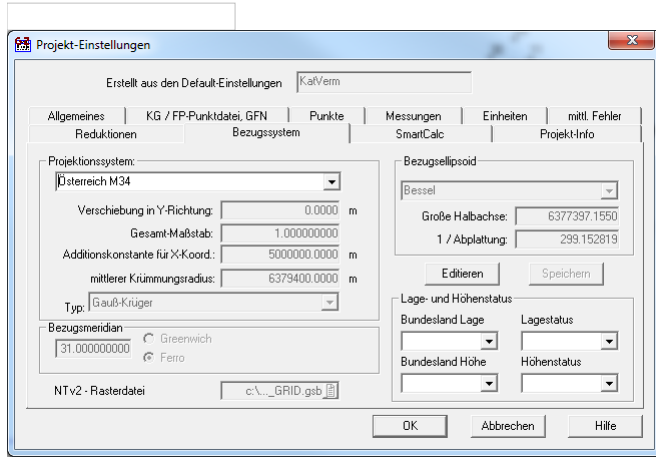 Projekt-Einstellungen
Erstellt aus den Default-Einstellungen KatVerm
Allgemeines KG / FP-Punktdatei, GFN Punkte Messungen Einheiten mittl. Fehler
Reduktionen Bezugssystem SmartCalc Projekt-Info
Projektionssystem:
Österreich M34
Verschiebung in Y-Richtung: 0.0000 m
Gesamt-Maßstab: 1.000000000
Additionskonstante für X-Koord.: 5000000.0000 m
mittlerer Krümmungsradius: 6379400.0000 m
Typ: Gauß-Krüger
Bezugsmeridian
31.000000000
Greenwich
Ferro
NTv2 - Rasterdatei c:\..._GRID.gsb
Bezugsellipsoid
Bessel
Große Halbachse: 6377397.1550
1 / Abplattung: 299.152819
Editieren Speichern
Lage- und Höhenstatus
Bundesland Lage Lagestatus
Bundesland Höhe Höhenstatus
OK Abbrechen Hilfe